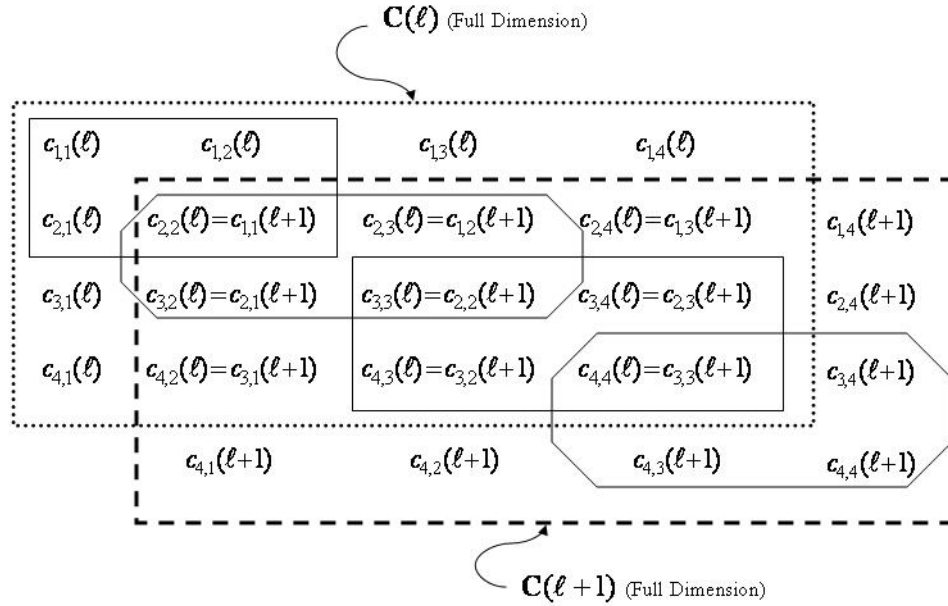 C(ℓ) (Full Dimension)
c1,1(ℓ) c1,2(ℓ) c1,3(ℓ) c1,4(ℓ)
c2,1(ℓ) c2,2(ℓ)=c1,1(ℓ+1) c2,3(ℓ)=c1,2(ℓ+1) c2,4(ℓ)=c1,3(ℓ+1) c1,4(ℓ+1)
c3,1(ℓ) c3,2(ℓ)=c2,1(ℓ+1) c3,3(ℓ)=c2,2(ℓ+1) c3,4(ℓ)=c2,3(ℓ+1) c2,4(ℓ+1)
c4,1(ℓ) c4,2(ℓ)=c3,1(ℓ+1) c4,3(ℓ)=c3,2(ℓ+1) c4,4(ℓ)=c3,3(ℓ+1) c3,4(ℓ+1)
c4,1(ℓ+1) c4,2(ℓ+1) c4,3(ℓ+1) c4,4(ℓ+1)
C(ℓ+1) (Full Dimension)